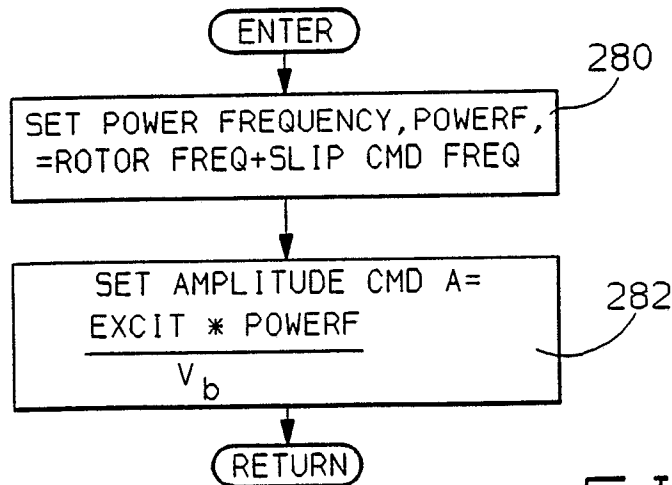 ENTER
280
SET POWER FREQUENCY, POWERF,
=ROTOR FREQ+SLIP CMD FREQ
SET AMPLITUDE CMD A=
EXCIT * POWERF
282
V_b
RETURN